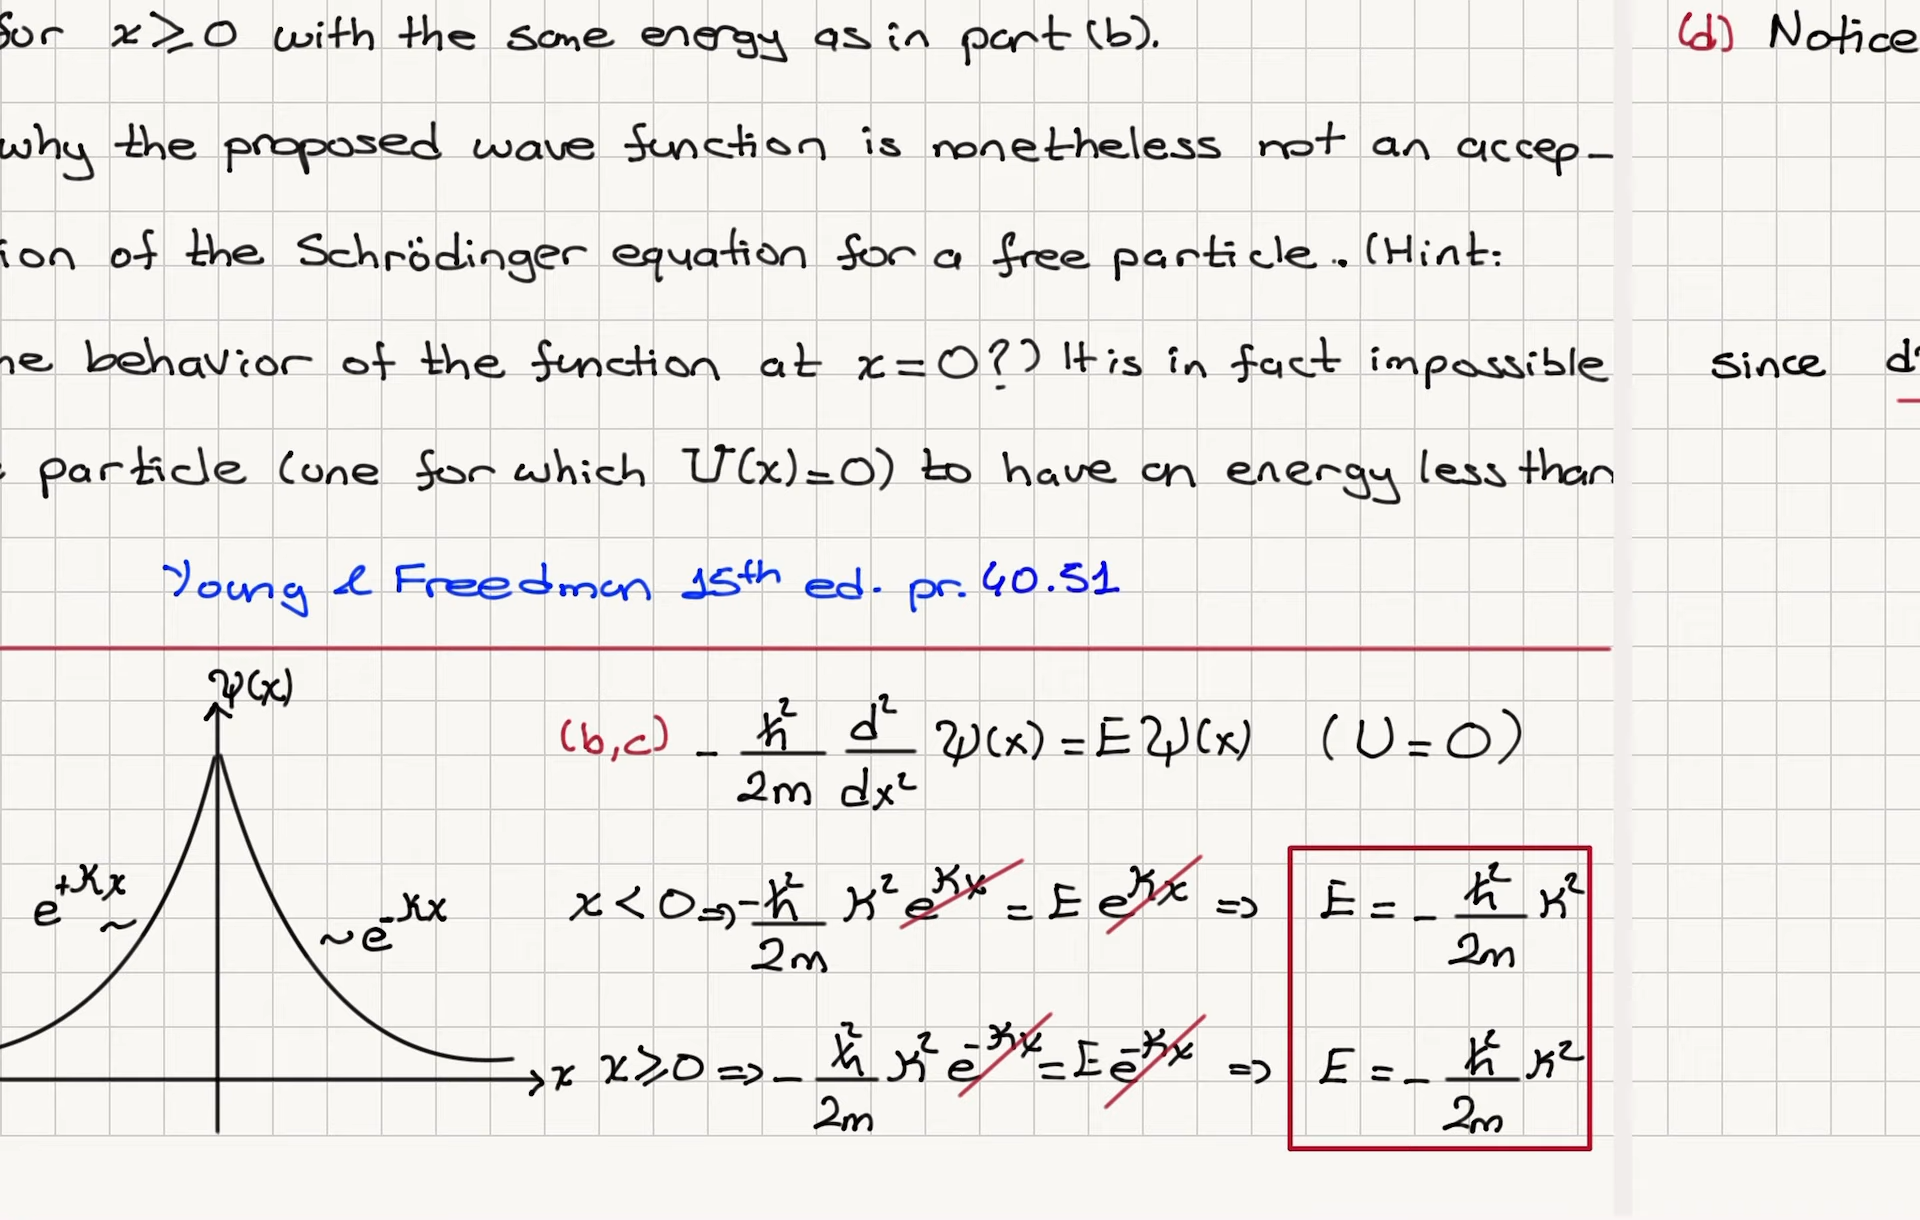 for x ≥ 0 with the same energy as in part (b).
why the proposed wave function is nonetheless not an accep-
ion of the Schrödinger equation for a free particle. (Hint:
he behavior of the function at x=0?) It is in fact impossible
particle (one for which U(x)=0) to have an energy less than
Young & Freedman 15th ed. pr. 40.51
ψ(x)
e^{+κx} ~
~ e^{-κx}
x
(b,c) - ħ²/2m d²/dx² ψ(x) = E ψ(x) (U=0)
x < 0 ⇒ - ħ²/2m κ² e^{κx} = E e^{κx} ⇒ E = - ħ²/2m κ²
x ≥ 0 ⇒ - ħ²/2m κ² e^{-κx} = E e^{-κx} ⇒ E = - ħ²/2m κ²
(d) Notice
since